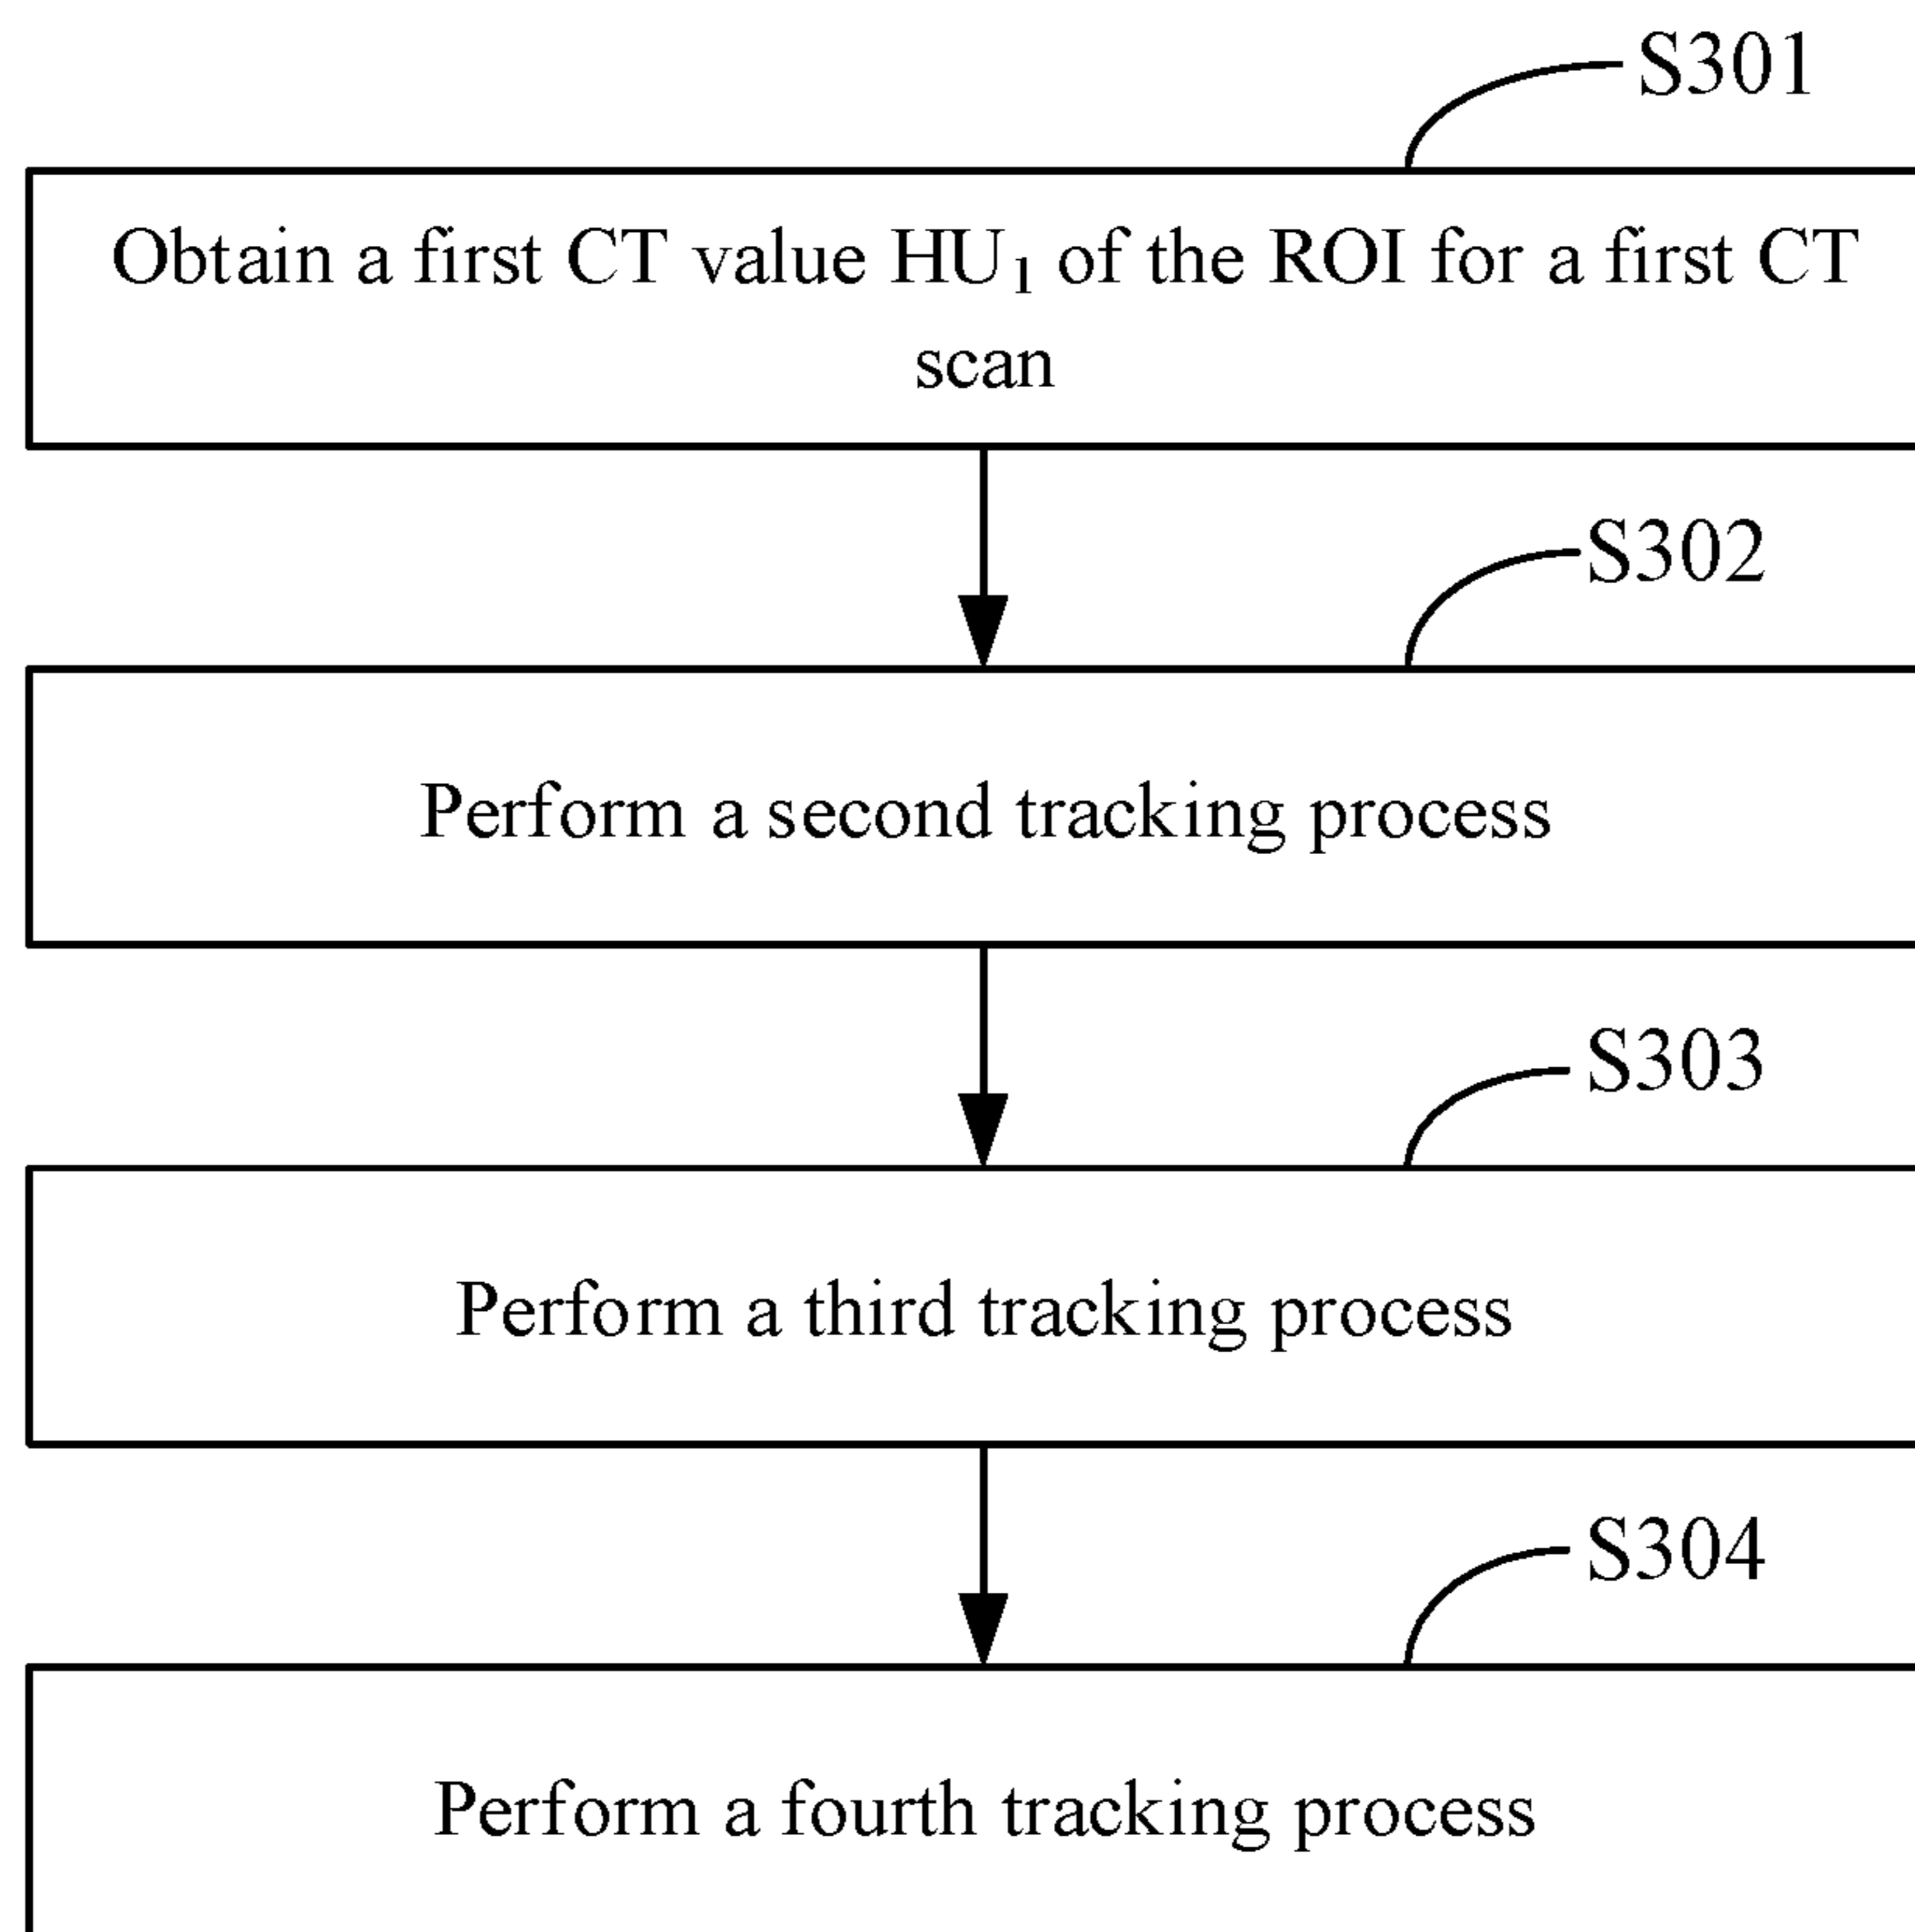 S301
Obtain a first CT value HU₁ of the ROI for a first CT
scan
S302
Perform a second tracking process
S303
Perform a third tracking process
S304
Perform a fourth tracking process